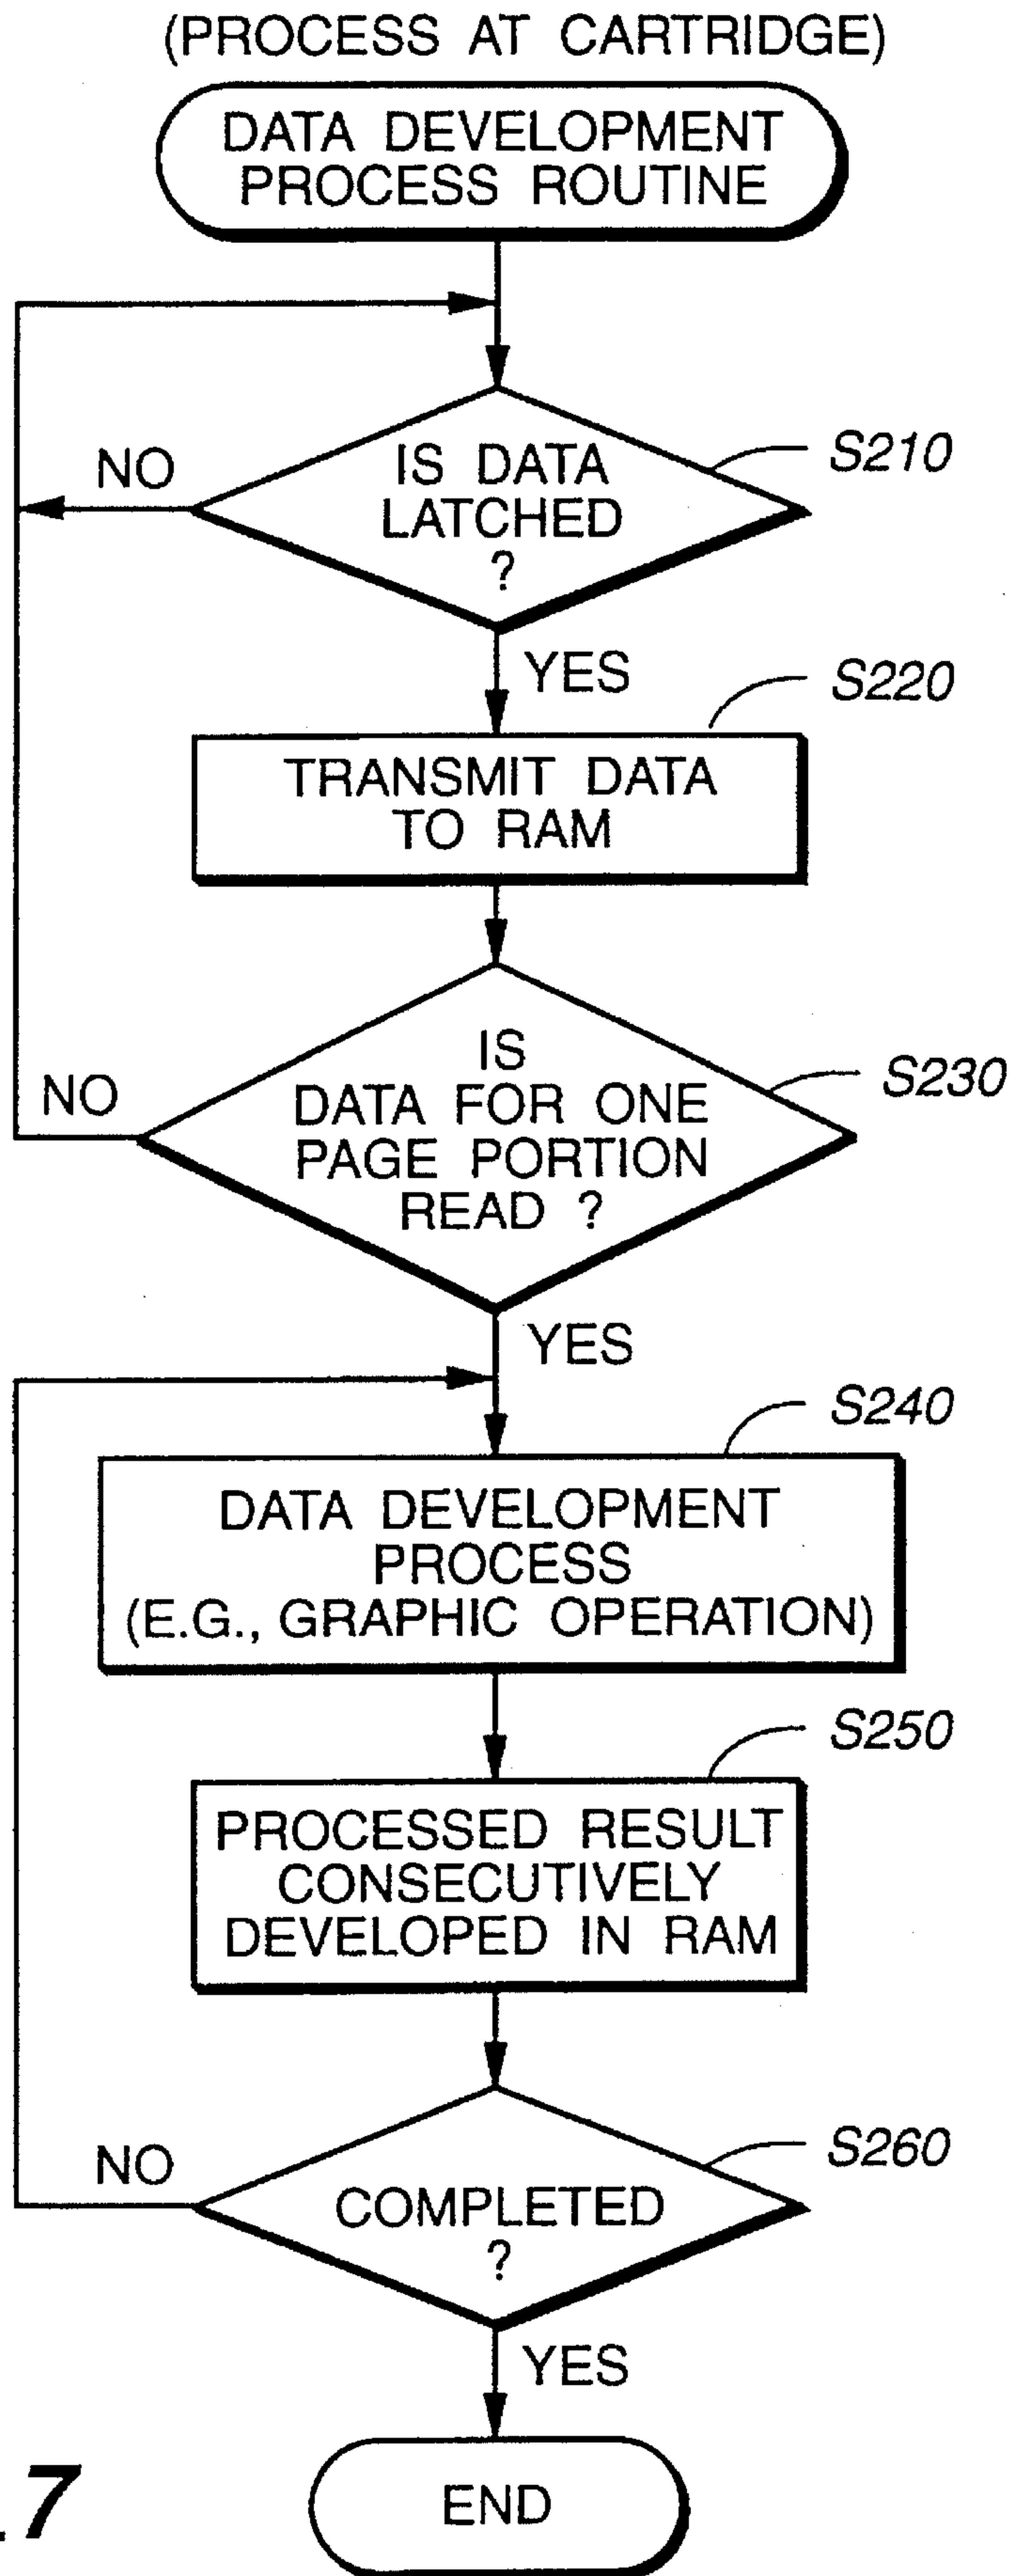 (PROCESS AT CARTRIDGE)
DATA DEVELOPMENT
PROCESS ROUTINE
NO
IS DATA
LATCHED
?
S210
YES
S220
TRANSMIT DATA
TO RAM
NO
IS
DATA FOR ONE
PAGE PORTION
READ ?
S230
YES
S240
DATA DEVELOPMENT
PROCESS
(E.G., GRAPHIC OPERATION)
S250
PROCESSED RESULT
CONSECUTIVELY
DEVELOPED IN RAM
NO
COMPLETED
?
S260
YES
END
.7